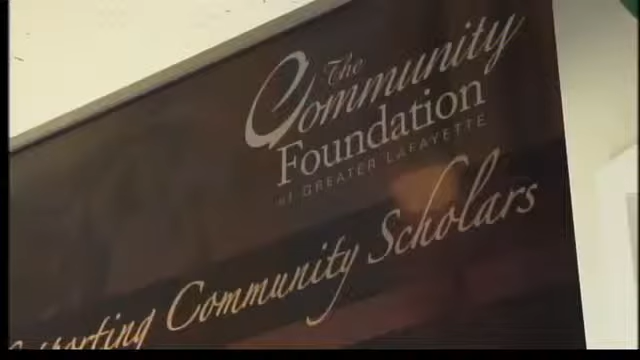 The
Community
Foundation
of GREATER LAFAYETTE
Supporting Community Scholars